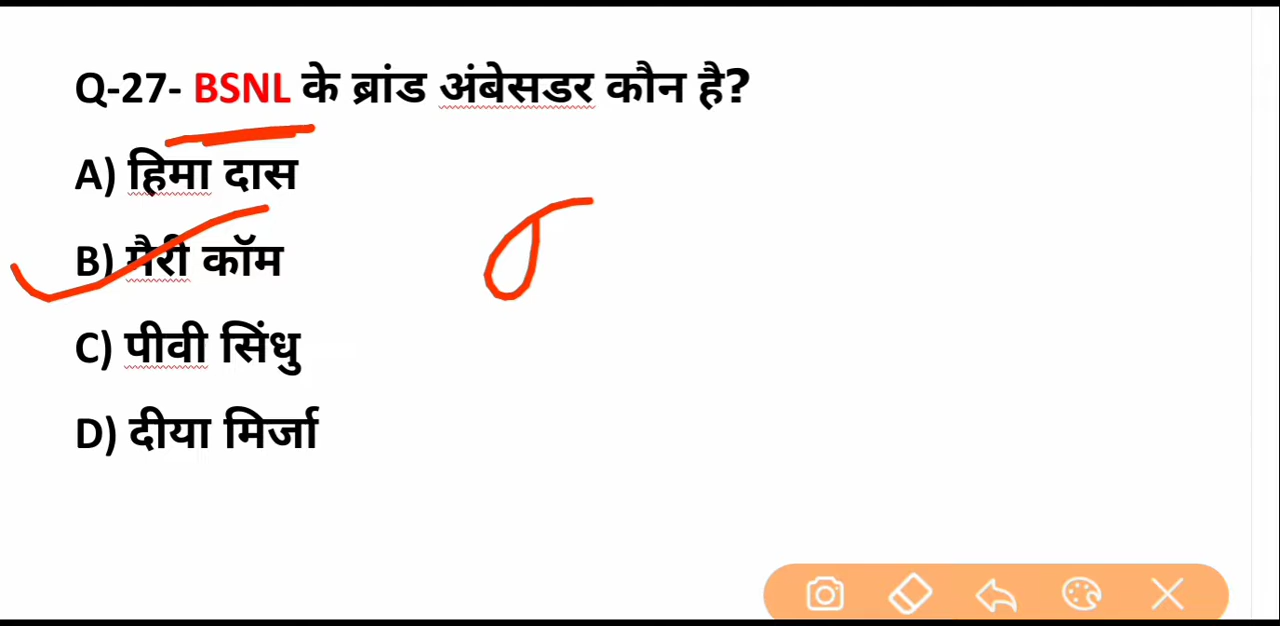 Q-27- BSNL के ब्रांड अंबेसडर कौन है?
A) हिमा दास
B) मैरी कॉम
C) पीवी सिंधु
D) दीया मिर्जा